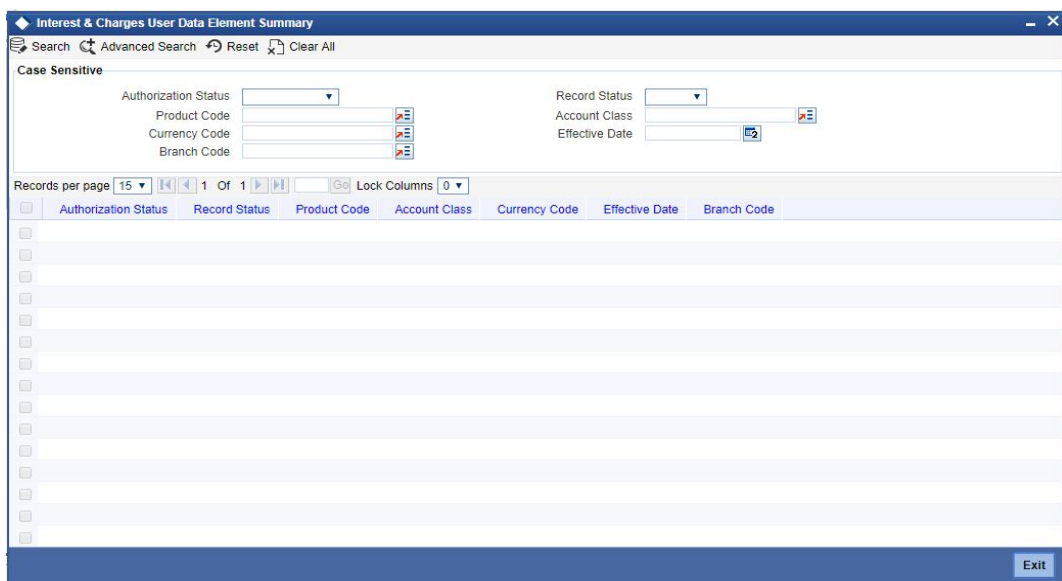 Interest & Charges User Data Element Summary
Search Advanced Search Reset Clear All
Case Sensitive
Authorization Status Record Status
Product Code Account Class
Currency Code Effective Date
Branch Code
Records per page 15 1 Of 1 Go Lock Columns 0
Authorization Status Record Status Product Code Account Class Currency Code Effective Date Branch Code
Exit